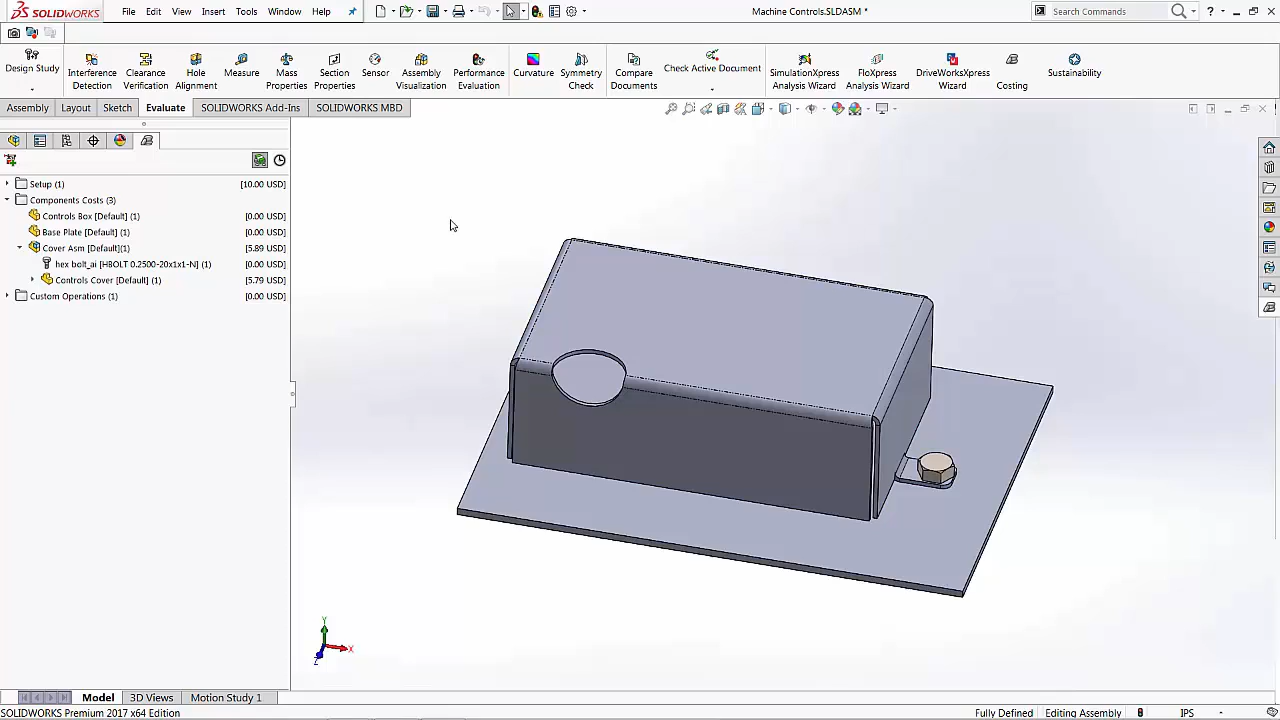 SOLIDWORKS File Edit View Insert Tools Window Help Machine Controls.SLDASM * Search Commands ?
Design Study
Interference Detection
Clearance Verification
Hole Alignment
Measure
Mass Properties
Section Properties
Sensor
Assembly Visualization
Performance Evaluation
Curvature
Symmetry Check
Compare Documents
Check Active Document
SimulationXpress Analysis Wizard
FloXpress Analysis Wizard
DriveWorksXpress Wizard
Costing
Sustainability
Assembly Layout Sketch Evaluate SOLIDWORKS Add-Ins SOLIDWORKS MBD
Setup (1) [10.00 USD]
Components Costs (3)
Controls Box [Default] (1) [0.00 USD]
Base Plate [Default] (1) [0.00 USD]
Cover Asm [Default](1) [5.89 USD]
hex bolt_ai [HBOLT 0.2500-20x1x1-N] (1) [0.00 USD]
Controls Cover [Default] (1) [5.79 USD]
Custom Operations (1) [0.00 USD]
Y
X
Z
Model 3D Views Motion Study 1
SOLIDWORKS Premium 2017 x64 Edition Fully Defined Editing Assembly IPS